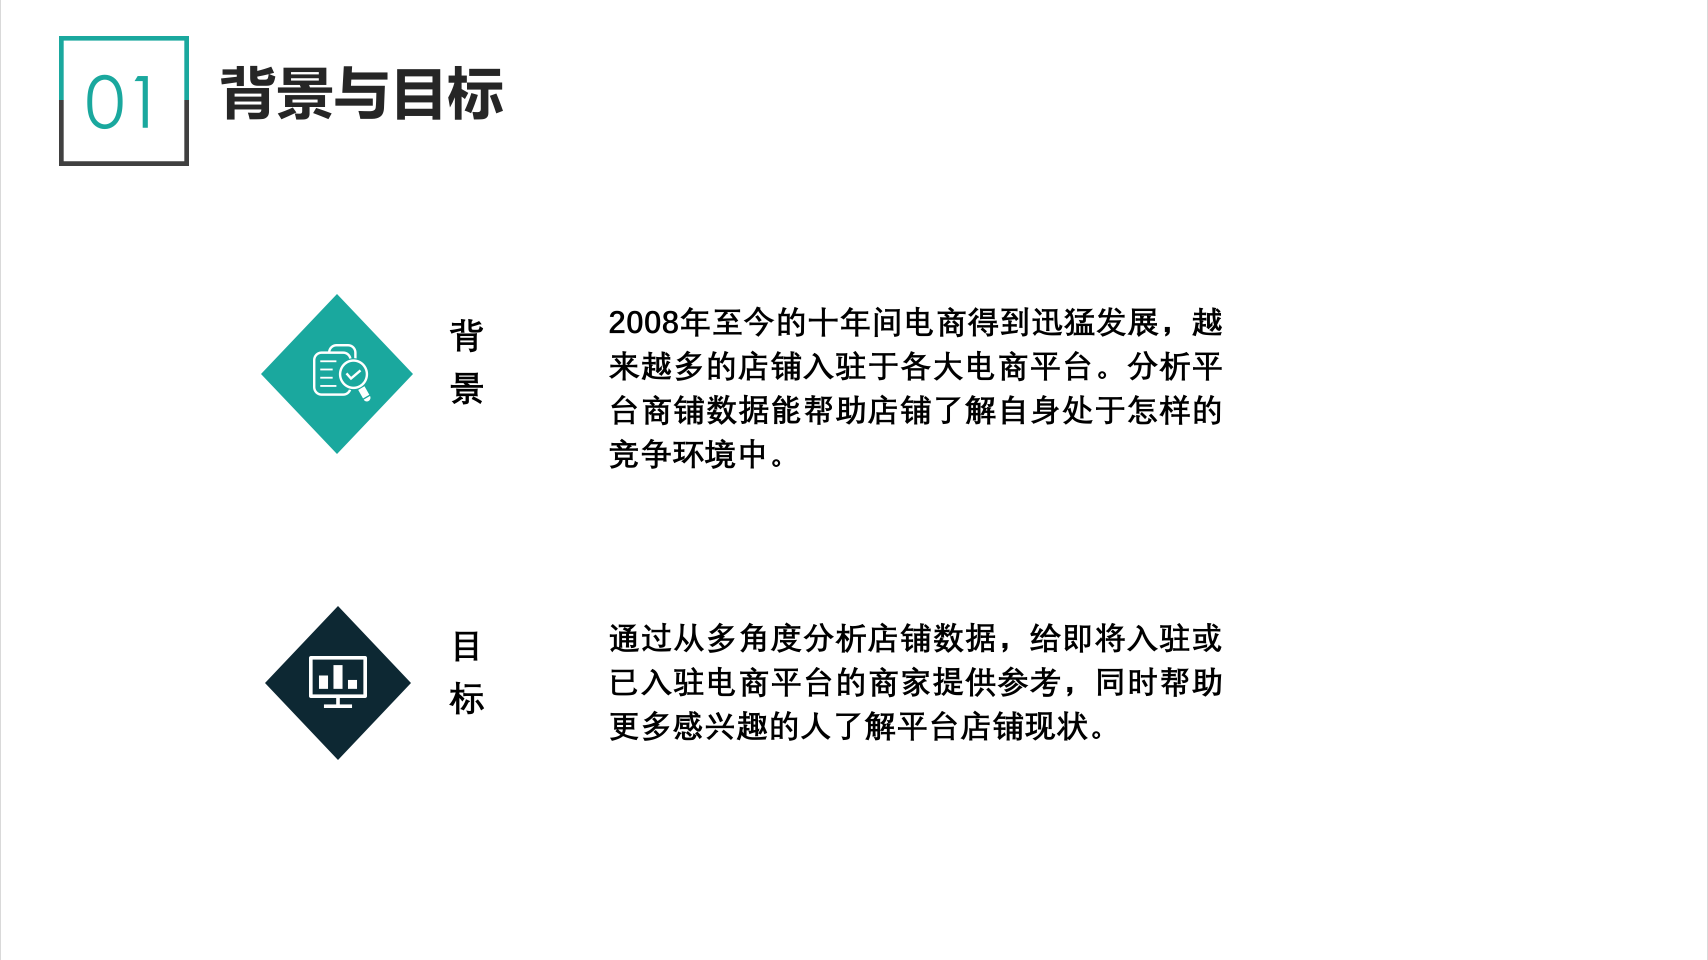 01
背景与目标
背
景
2008年至今的十年间电商得到迅猛发展，越
来越多的店铺入驻于各大电商平台。分析平
台商铺数据能帮助店铺了解自身处于怎样的
竞争环境中。
目
标
通过从多角度分析店铺数据，给即将入驻或
已入驻电商平台的商家提供参考，同时帮助
更多感兴趣的人了解平台店铺现状。